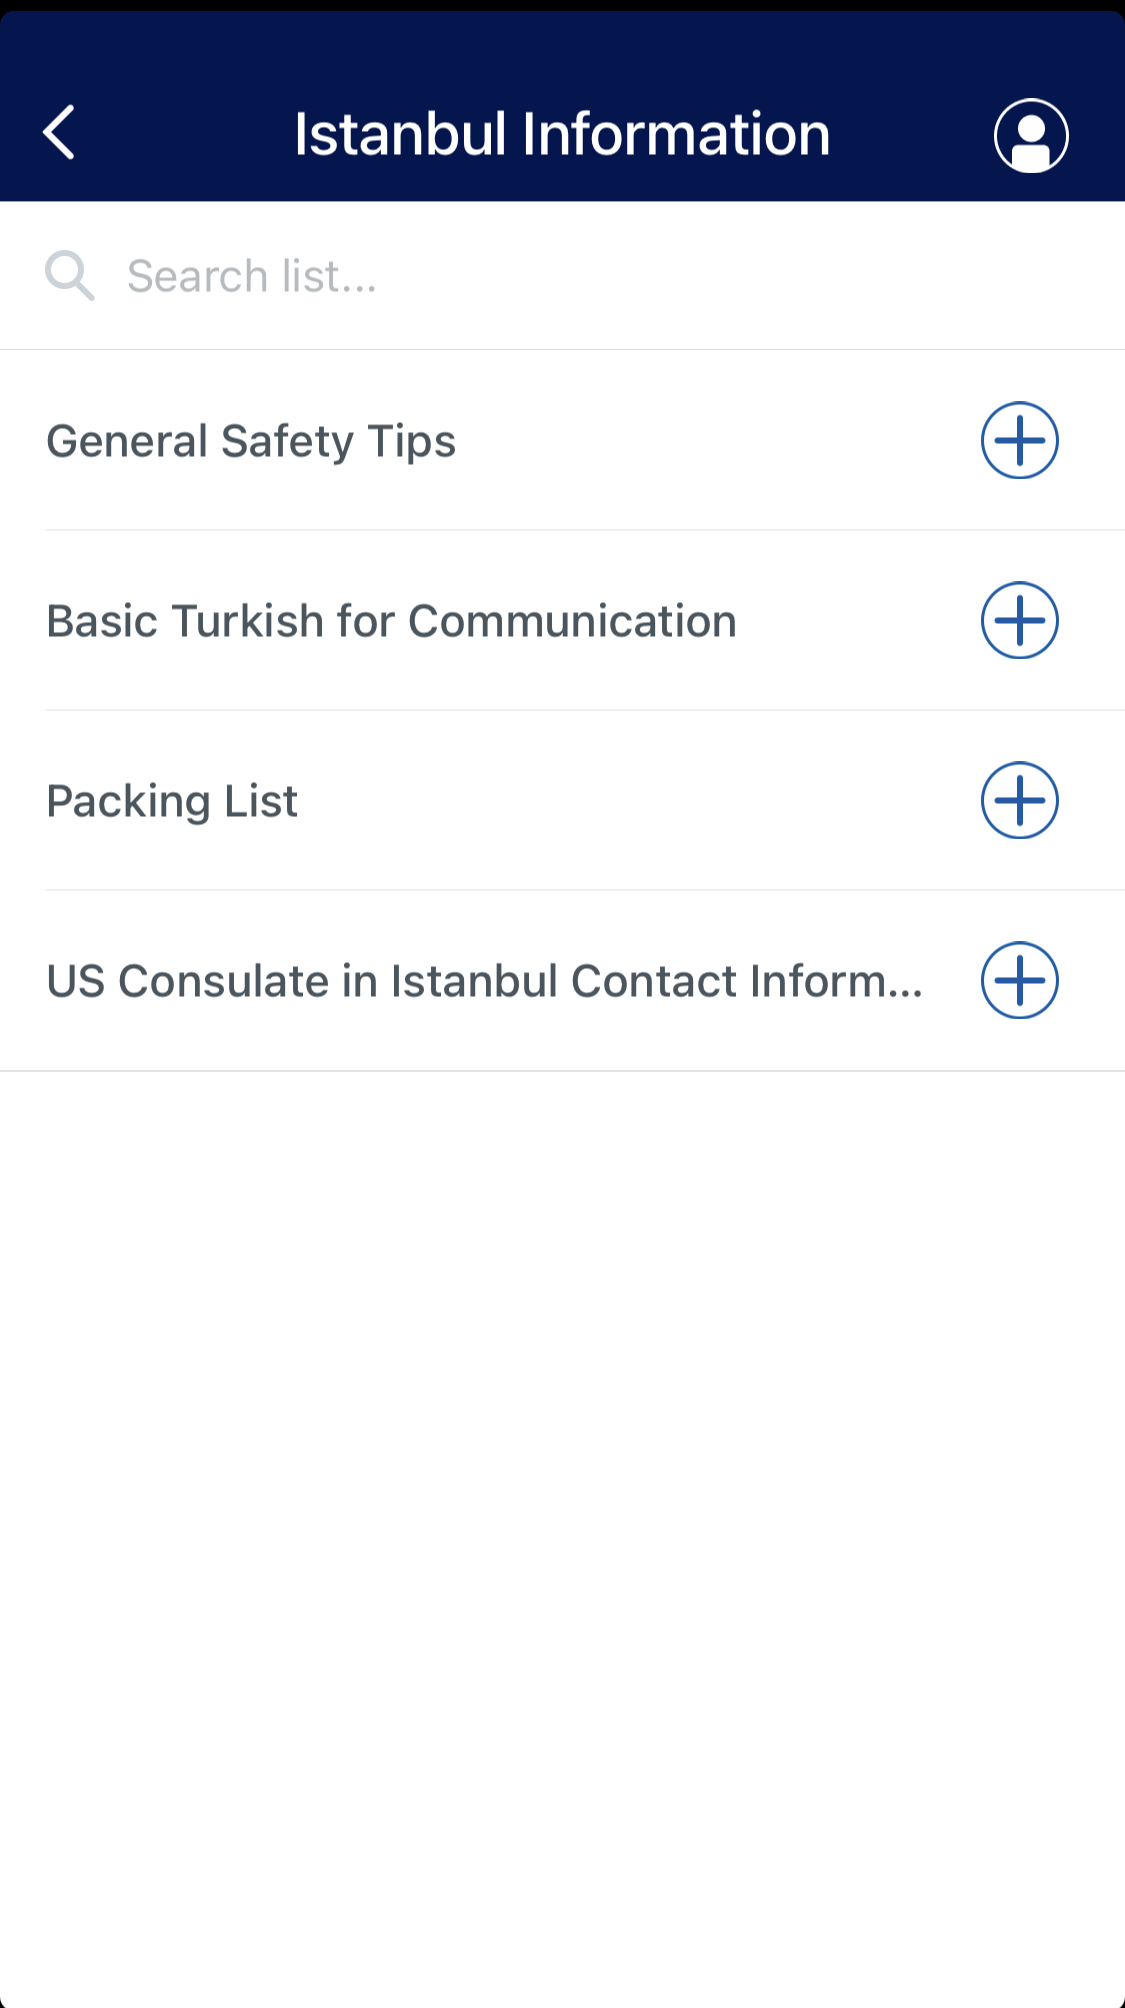 Istanbul Information
Search list...
General Safety Tips
Basic Turkish for Communication
Packing List
US Consulate in Istanbul Contact Inform...